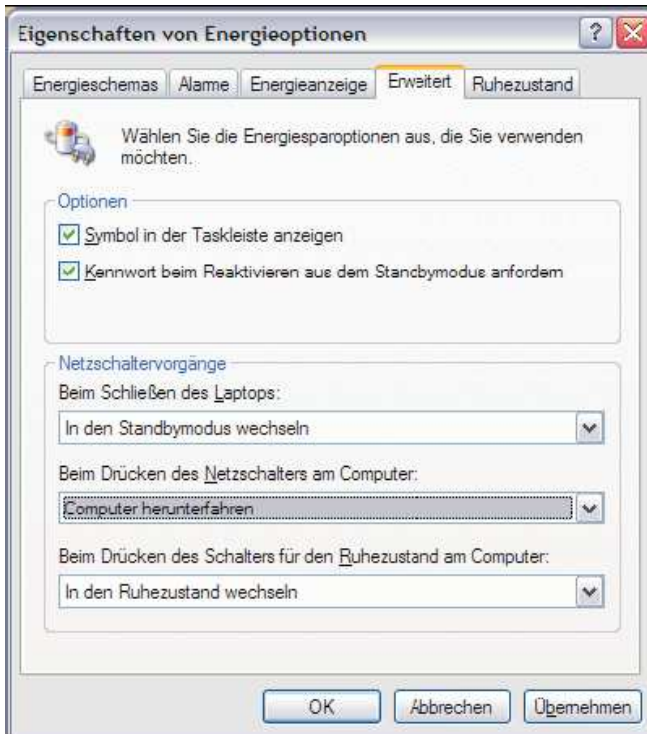 Eigenschaften von Energieoptionen
?
Energieschemas Alarme Energieanzeige Erweitert Ruhezustand
Wählen Sie die Energiesparoptionen aus, die Sie verwenden
möchten.
Optionen
Symbol in der Taskleiste anzeigen
Kennwort beim Reaktivieren aus dem Standbymodus anfordern
Netzschaltervorgänge
Beim Schließen des Laptops:
In den Standbymodus wechseln
Beim Drücken des Netzschalters am Computer:
Computer herunterfahren
Beim Drücken des Schalters für den Ruhezustand am Computer:
In den Ruhezustand wechseln
OK Abbrechen Übernehmen